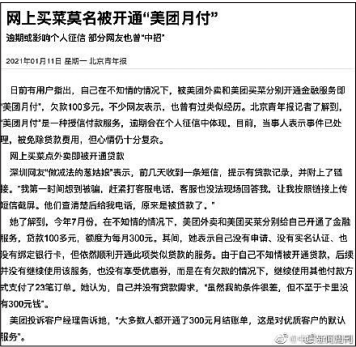 网上买菜莫名被开通“美团月付”
逾期或影响个人征信 部分网友也曾“中招”
2021年01月11日 星期一 北京青年报
日前有用户指出，自己在不知情的情况下，被美团外卖和美团买菜分别开通金融服务即
“美团月付”，欠款100多元。不少网友表示，也曾有过类似经历。北京青年报记者了解到，
“美团月付”是一种授信付款服务，逾期会在个人征信中体现。目前，当事人表示事件已处
理，被免除贷款费用，但心情仍十分复杂。
网上买菜点外卖即被开通贷款
深圳网友“做减法的葱姑娘”表示，前几天收到一条短信，提示有贷款记录，并附上了链
接。“我第一时间想到被骗，赶紧打客服电话，客服也没法现场回答我，让我按照链接上传
短信截屏。他们查清楚后给我电话，原来是被贷款了。”
她了解到，今年7月份，在不知情的情况下，美团外卖和美团买菜分别给自己开通了金融
服务，贷款100多元，额度为每月300元。其间，她表示自己没有申请、没有实名认证、也
没有绑定银行卡，但依然顺利开通此项类似贷款的服务。由于自己不知情被开通贷款，后续
并没有继续使用该服务，也没有享受优惠券，而是在有欠款的情况下，继续使用其他付款方
式支付了23笔订单。她认为，自己并没有贷款需求，“虽然我条件很差，但不至于卡里没
有300元钱”。
美团投诉客户经理告诉她，“大多数人都开通了300元月结账单，这是对优质客户的默认
服务”。